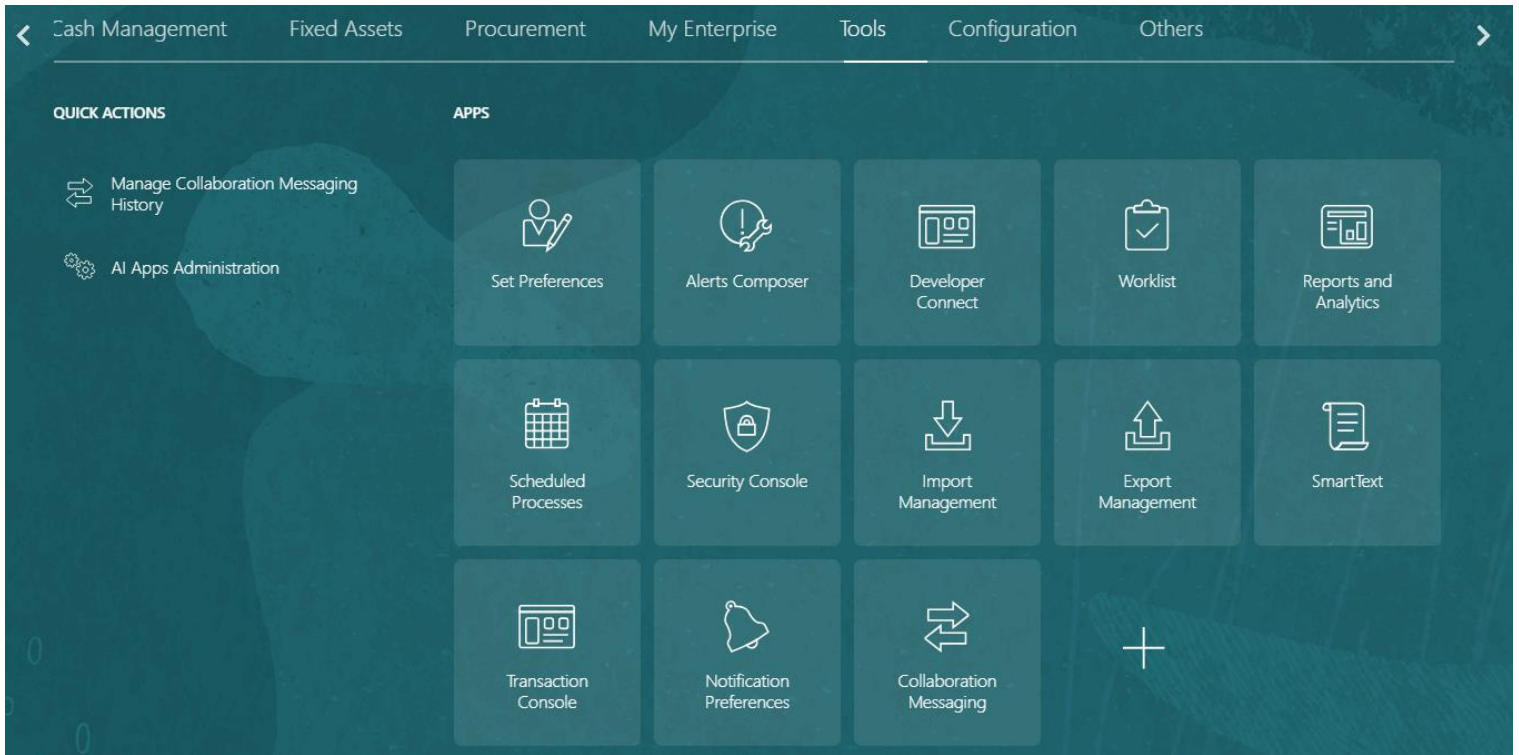 Cash Management Fixed Assets Procurement My Enterprise Tools Configuration Others
QUICK ACTIONS
Manage Collaboration Messaging
History
AI Apps Administration
APPS
Set Preferences
Alerts Composer
Developer
Connect
Worklist
Reports and
Analytics
Scheduled
Processes
Security Console
Import
Management
Export
Management
SmartText
Transaction
Console
Notification
Preferences
Collaboration
Messaging
0
0